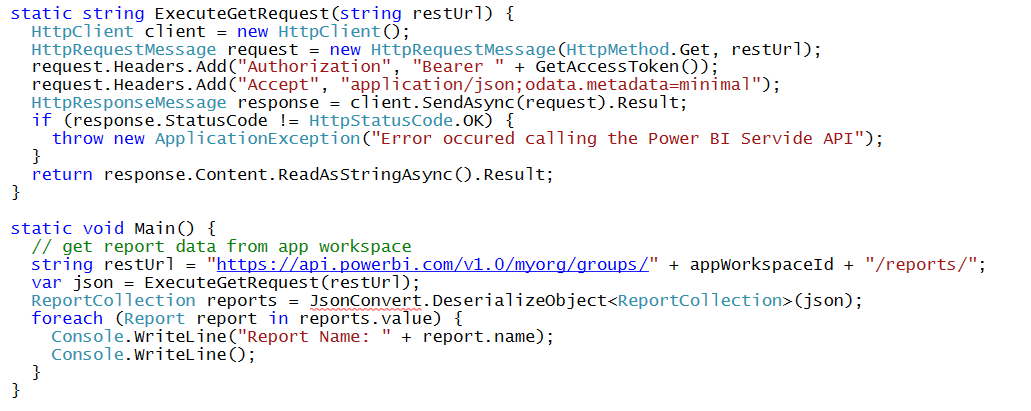 static string ExecuteGetRequest(string restUrl) {
  HttpClient client = new HttpClient();
  HttpRequestMessage request = new HttpRequestMessage(HttpMethod.Get, restUrl);
  request.Headers.Add("Authorization", "Bearer " + GetAccessToken());
  request.Headers.Add("Accept", "application/json;odata.metadata=minimal");
  HttpResponseMessage response = client.SendAsync(request).Result;
  if (response.StatusCode != HttpStatusCode.OK) {
    throw new ApplicationException("Error occured calling the Power BI Servide API");
  }
  return response.Content.ReadAsStringAsync().Result;
}

static void Main() {
  // get report data from app workspace
  string restUrl = "https://api.powerbi.com/v1.0/myorg/groups/" + appWorkspaceId + "/reports/";
  var json = ExecuteGetRequest(restUrl);
  ReportCollection reports = JsonConvert.DeserializeObject<ReportCollection>(json);
  foreach (Report report in reports.value) {
    Console.WriteLine("Report Name: " + report.name);
    Console.WriteLine();
  }
}